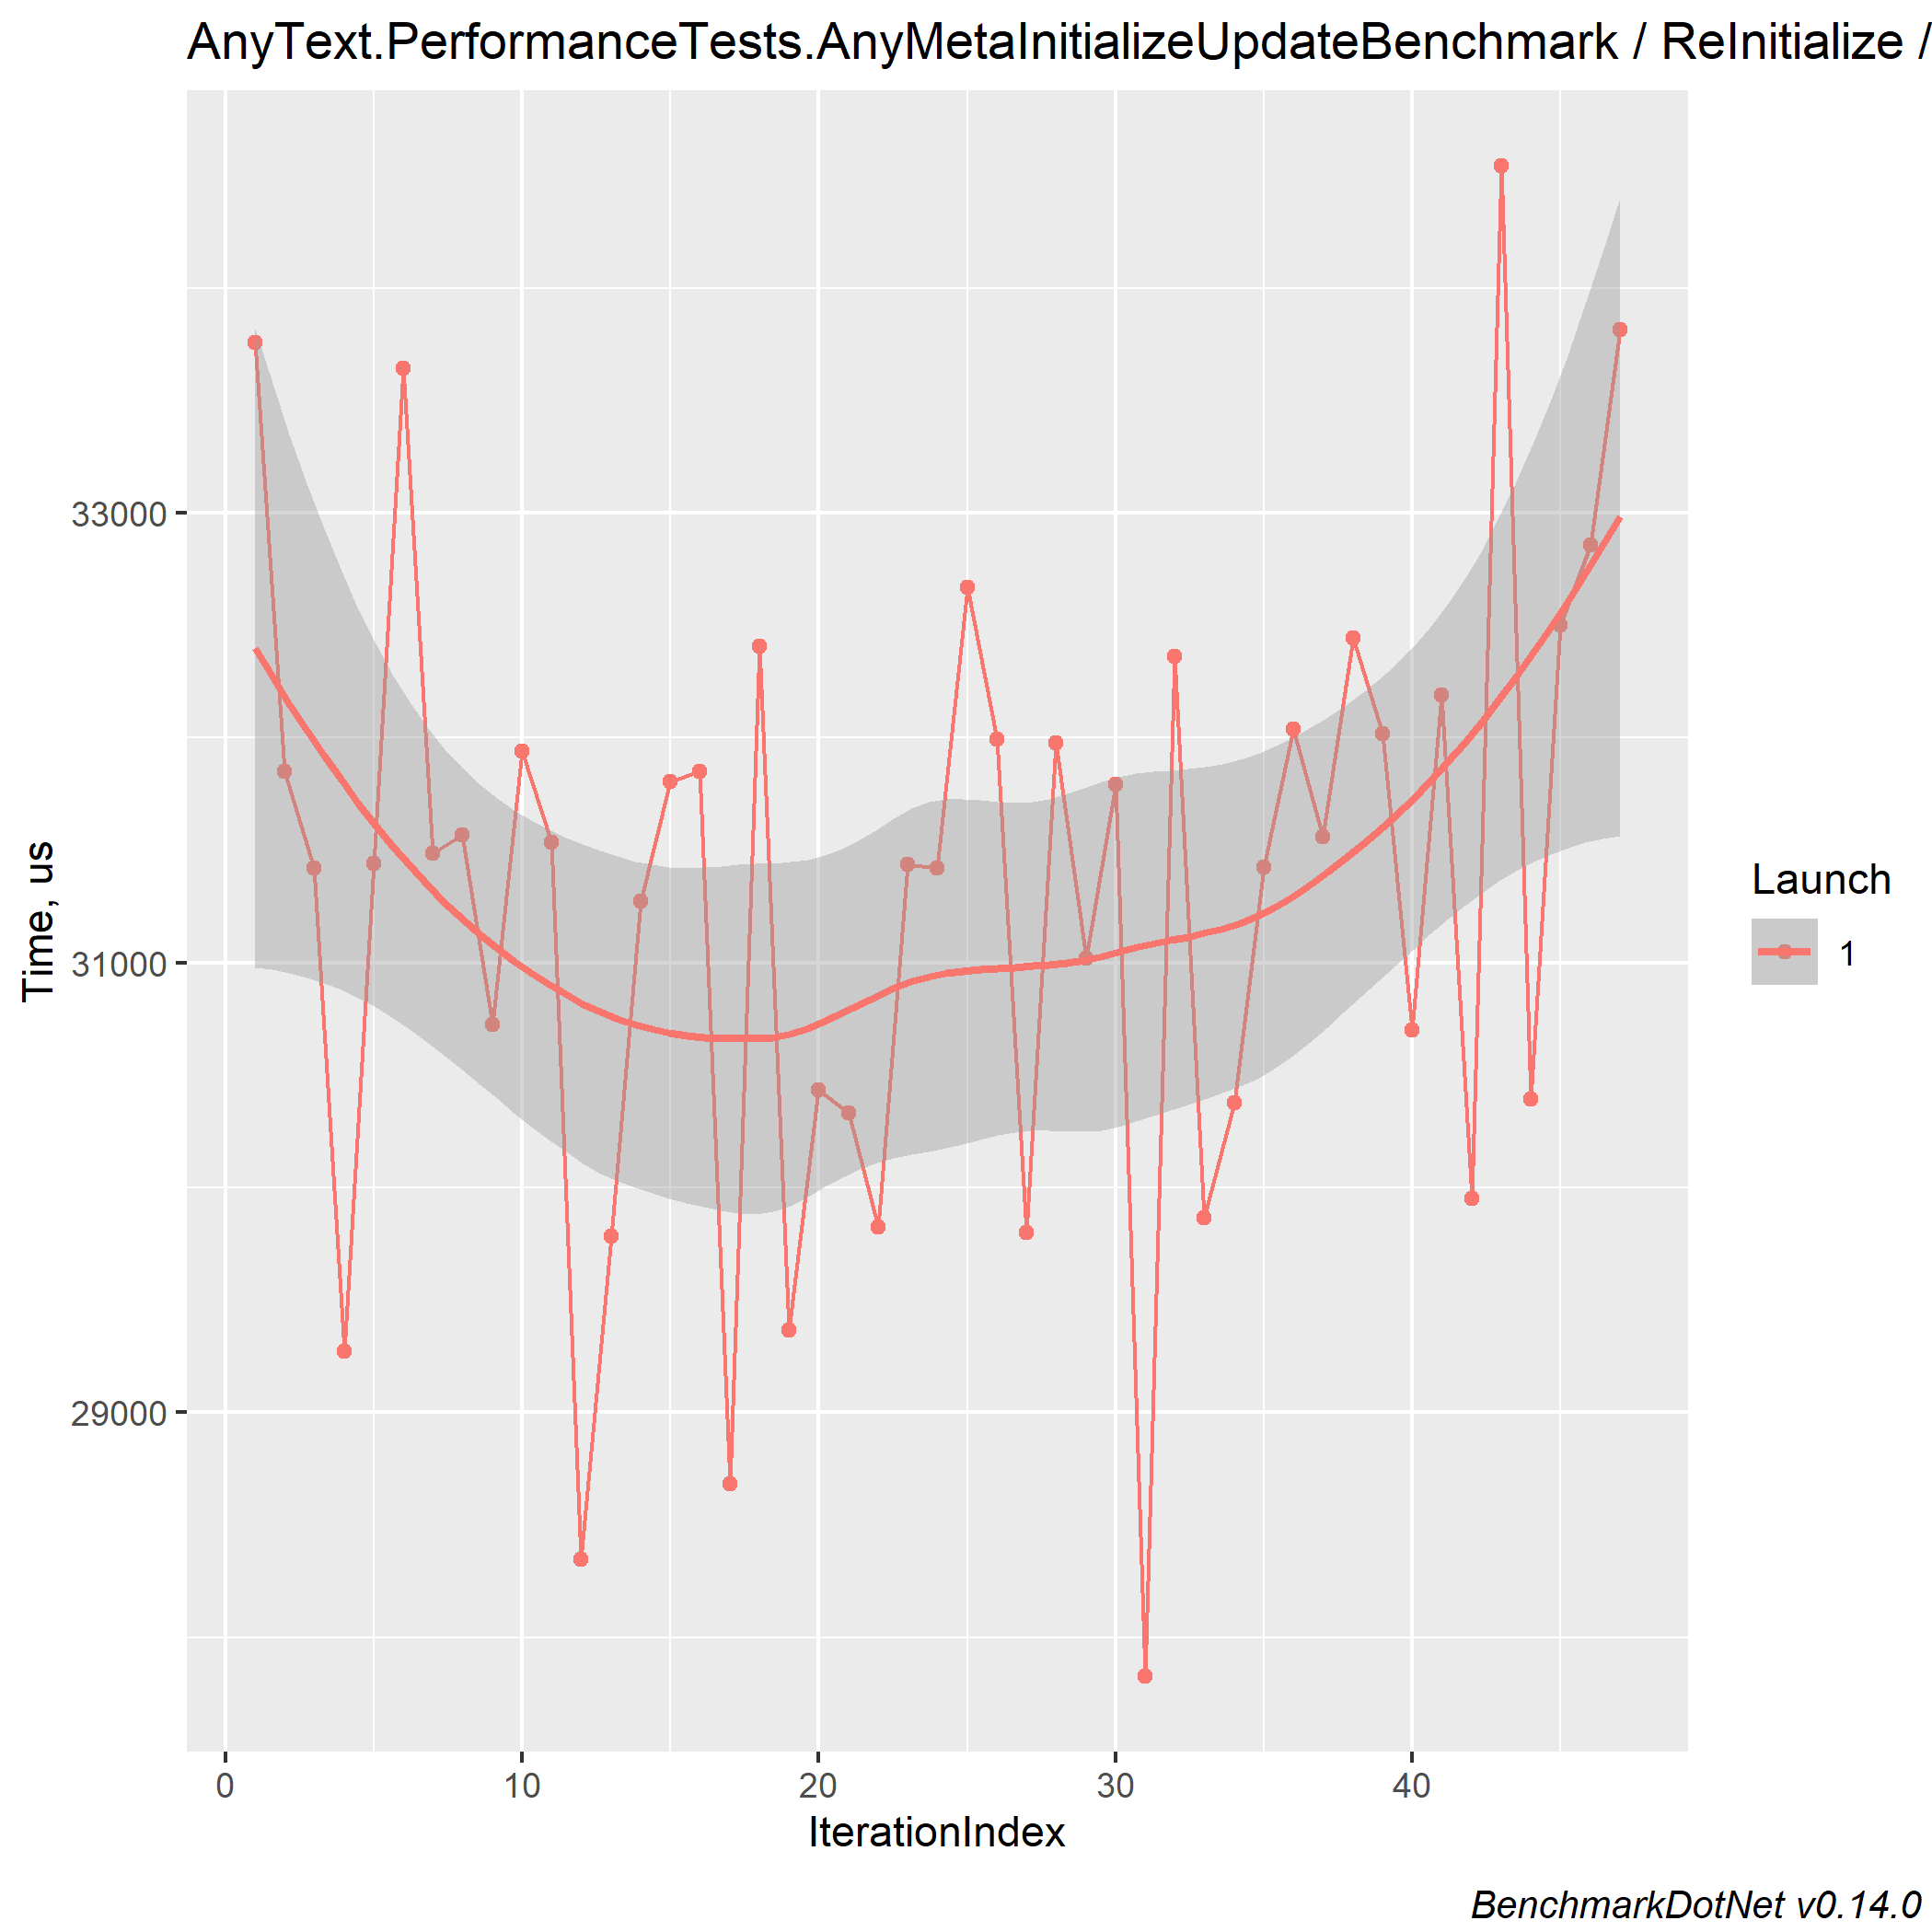 AnyText.PerformanceTests.AnyMetaInitializeUpdateBenchmark / ReInitialize /
33000
31000
29000
Time, us
0 10 20 30 40
IterationIndex
Launch
1
BenchmarkDotNet v0.14.0